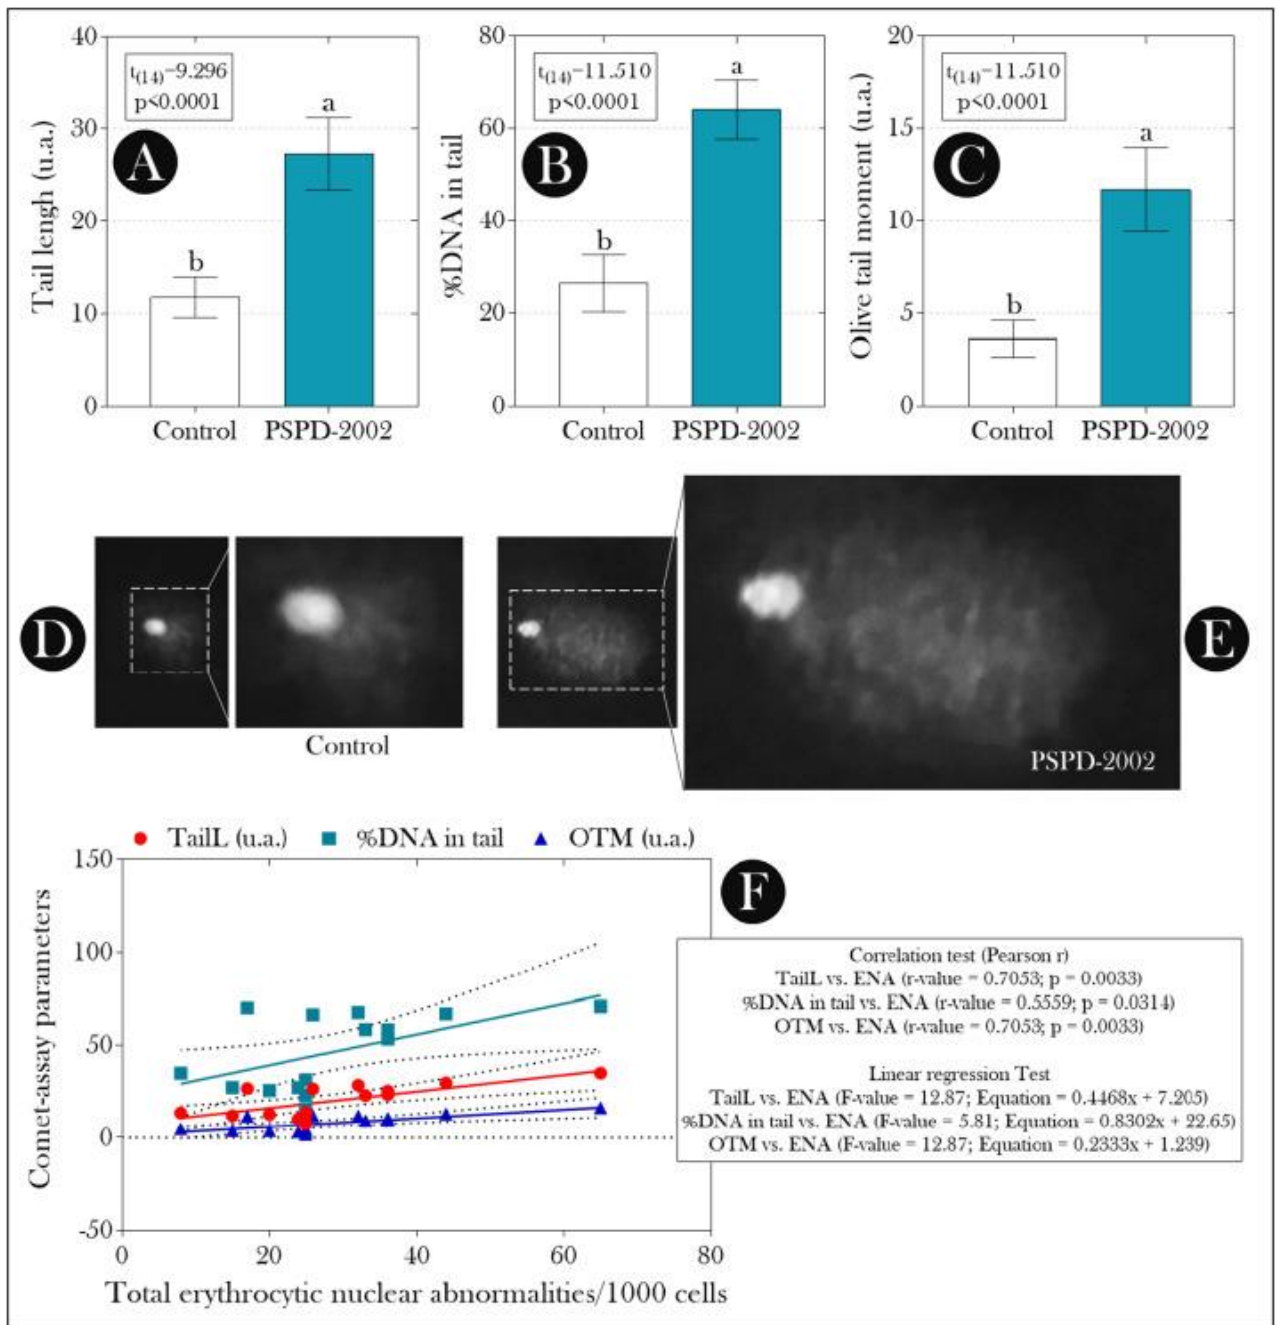 40
30
20
10
0
Tail lengh (u.a.)
t(14)=9.296
p<0.0001
A
b
a
Control PSPD-2002
80
60
40
20
0
%DNA in tail
t(14)=11.510
p<0.0001
B
b
a
Control PSPD-2002
20
15
10
5
0
Olive tail moment (u.a.)
t(14)=11.510
p<0.0001
C
b
a
Control PSPD-2002
D
Control
E
PSPD-2002
TailL (u.a.) %DNA in tail OTM (u.a.)
150
100
50
0
-50
Comet-assay parameters
0 20 40 60 80
Total erythrocytic nuclear abnormalities/1000 cells
F
Correlation test (Pearson r)
TailL vs. ENA (r-value = 0.7053; p = 0.0033)
%DNA in tail vs. ENA (r-value = 0.5559; p = 0.0314)
OTM vs. ENA (r-value = 0.7053; p = 0.0033)
Linear regression Test
TailL vs. ENA (F-value = 12.87; Equation = 0.4468x + 7.205)
%DNA in tail vs. ENA (F-value = 5.81; Equation = 0.8302x + 22.65)
OTM vs. ENA (F-value = 12.87; Equation = 0.2333x + 1.239)